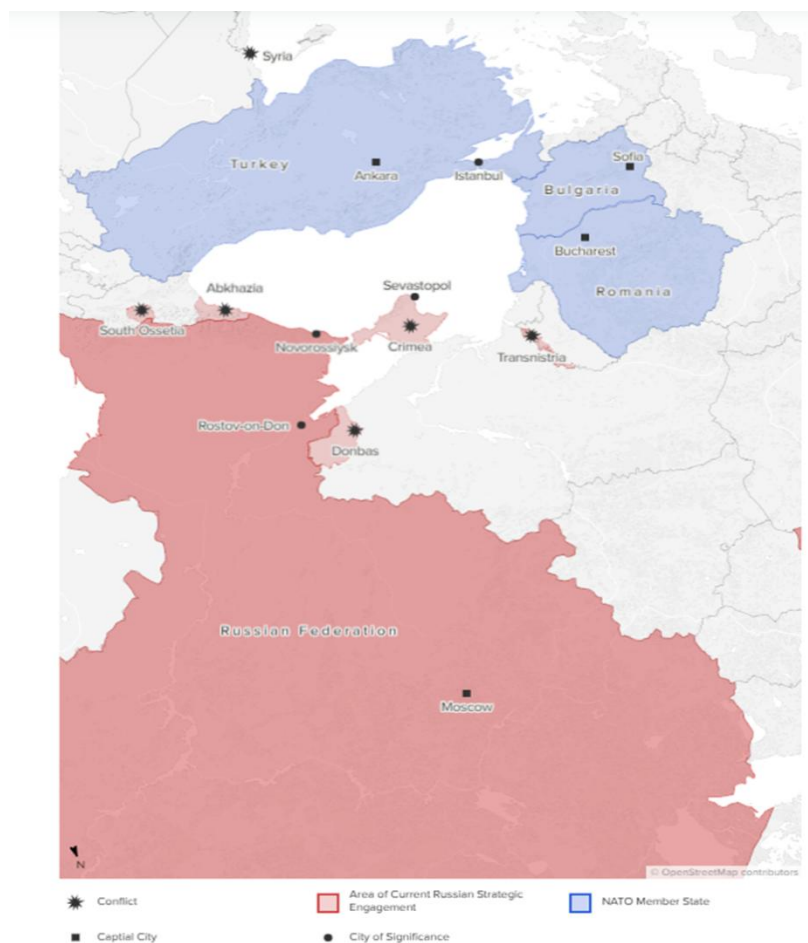 Syria
Turkey
Ankara
Istanbul
Sofia
Bulgaria
Bucharest
Romania
Abkhazia
Sevastopol
South Ossetia
Novorossiysk
Crimea
Transnistria
Rostov-on-Don
Donbas
Russian Federation
Moscow
N
© OpenStreetMap contributors
Conflict
Area of Current Russian Strategic
Engagement
NATO Member State
Captial City
City of Significance